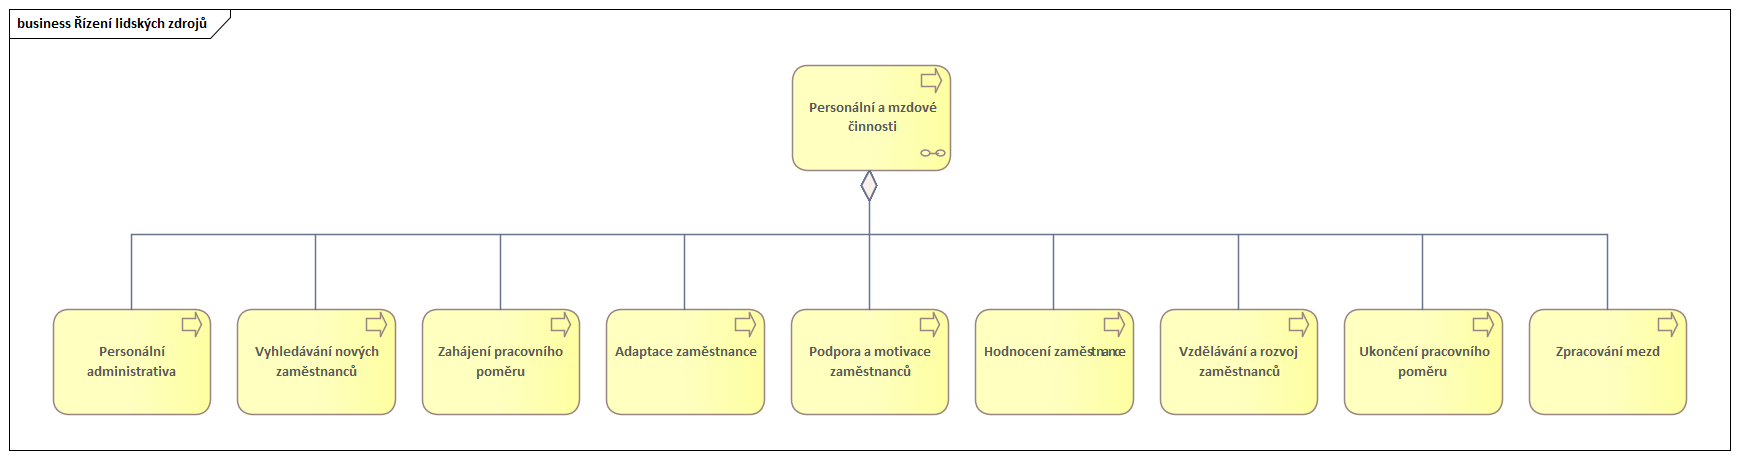 business Řízení lidských zdrojů
Personální a mzdové
činnosti
Personální
administrativa
Vyhledávání nových
zaměstnanců
Zahájení pracovního
poměru
Adaptace zaměstnance
Podpora a motivace
zaměstnanců
Hodnocení zaměstnance
Vzdělávání a rozvoj
zaměstnanců
Ukončení pracovního
poměru
Zpracování mezd